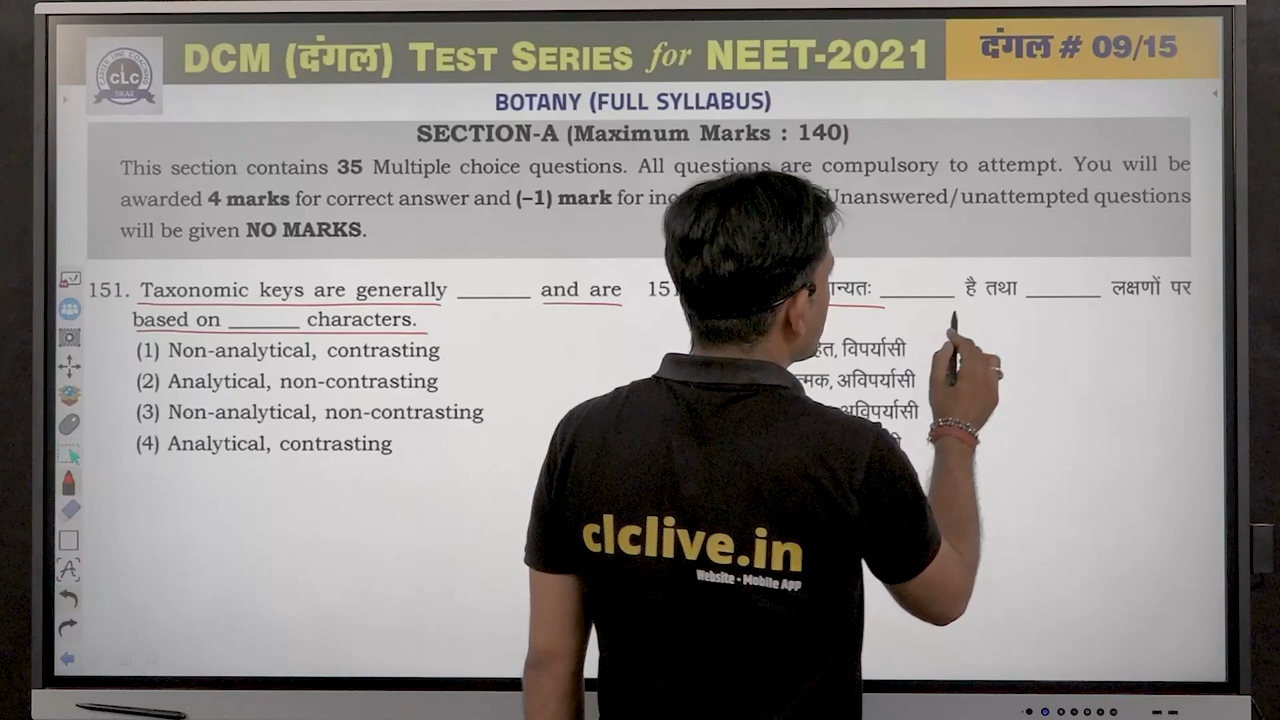 DCM (दंगल) TEST SERIES for NEET-2021
दंगल # 09/15
CLC
SIKAR
BOTANY (FULL SYLLABUS)
SECTION-A (Maximum Marks : 140)
This section contains 35 Multiple choice questions. All questions are compulsory to attempt. You will be
awarded 4 marks for correct answer and (–1) mark for Unanswered/unattempted questions
will be given NO MARKS.
151. Taxonomic keys are generally _______ and are
based on _______ characters.
(1) Non-analytical, contrasting
(2) Analytical, non-contrasting
(3) Non-analytical, non-contrasting
(4) Analytical, contrasting
_______ है तथा _______ लक्षणों पर
विपर्यासी
अविपर्यासी
अविपर्यासी
clclive.in
Website • Mobile App